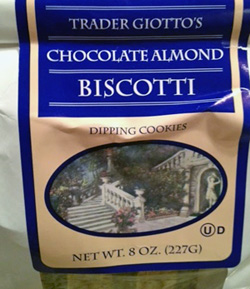 TRADER GIOTTO'S
CHOCOLATE ALMOND
BISCOTTI
DIPPING COOKIES
U D
NET WT. 8 OZ. (227G)